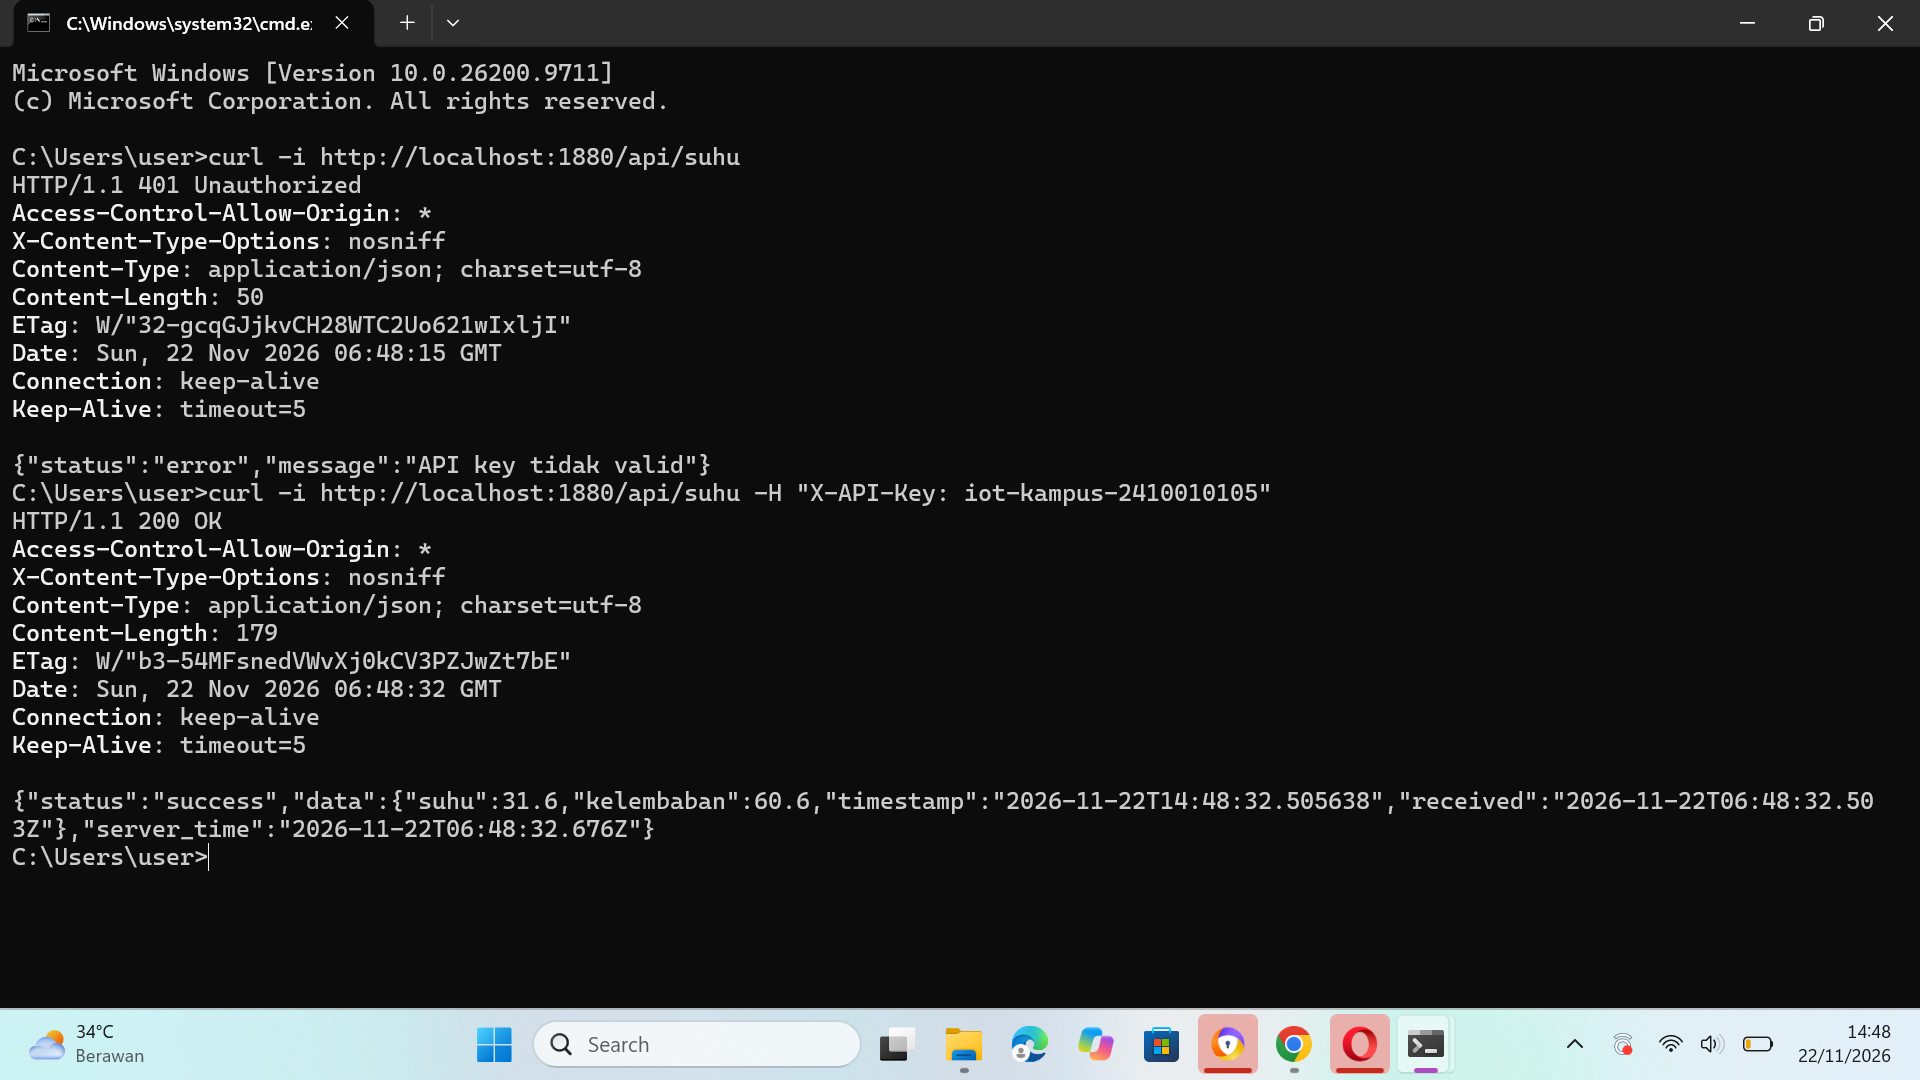 C:\Windows\system32\cmd.e
Microsoft Windows [Version 10.0.26200.9711]
(c) Microsoft Corporation. All rights reserved.
C:\Users\user>curl -i http://localhost:1880/api/suhu
HTTP/1.1 401 Unauthorized
Access-Control-Allow-Origin: *
X-Content-Type-Options: nosniff
Content-Type: application/json; charset=utf-8
Content-Length: 50
ETag: W/"32-gcqGJjkvCH28WTC2Uo621wIxljI"
Date: Sun, 22 Nov 2026 06:48:15 GMT
Connection: keep-alive
Keep-Alive: timeout=5
{"status":"error","message":"API key tidak valid"}
C:\Users\user>curl -i http://localhost:1880/api/suhu -H "X-API-Key: iot-kampus-2410010105"
HTTP/1.1 200 OK
Access-Control-Allow-Origin: *
X-Content-Type-Options: nosniff
Content-Type: application/json; charset=utf-8
Content-Length: 179
ETag: W/"b3-54MFsnedVWvXj0kCV3PZJwZt7bE"
Date: Sun, 22 Nov 2026 06:48:32 GMT
Connection: keep-alive
Keep-Alive: timeout=5
{"status":"success","data":{"suhu":31.6,"kelembaban":60.6,"timestamp":"2026-11-22T14:48:32.505638","received":"2026-11-22T06:48:32.50
3Z"},"server_time":"2026-11-22T06:48:32.676Z"}
C:\Users\user>
34°C
Berawan
Search
14:48
22/11/2026